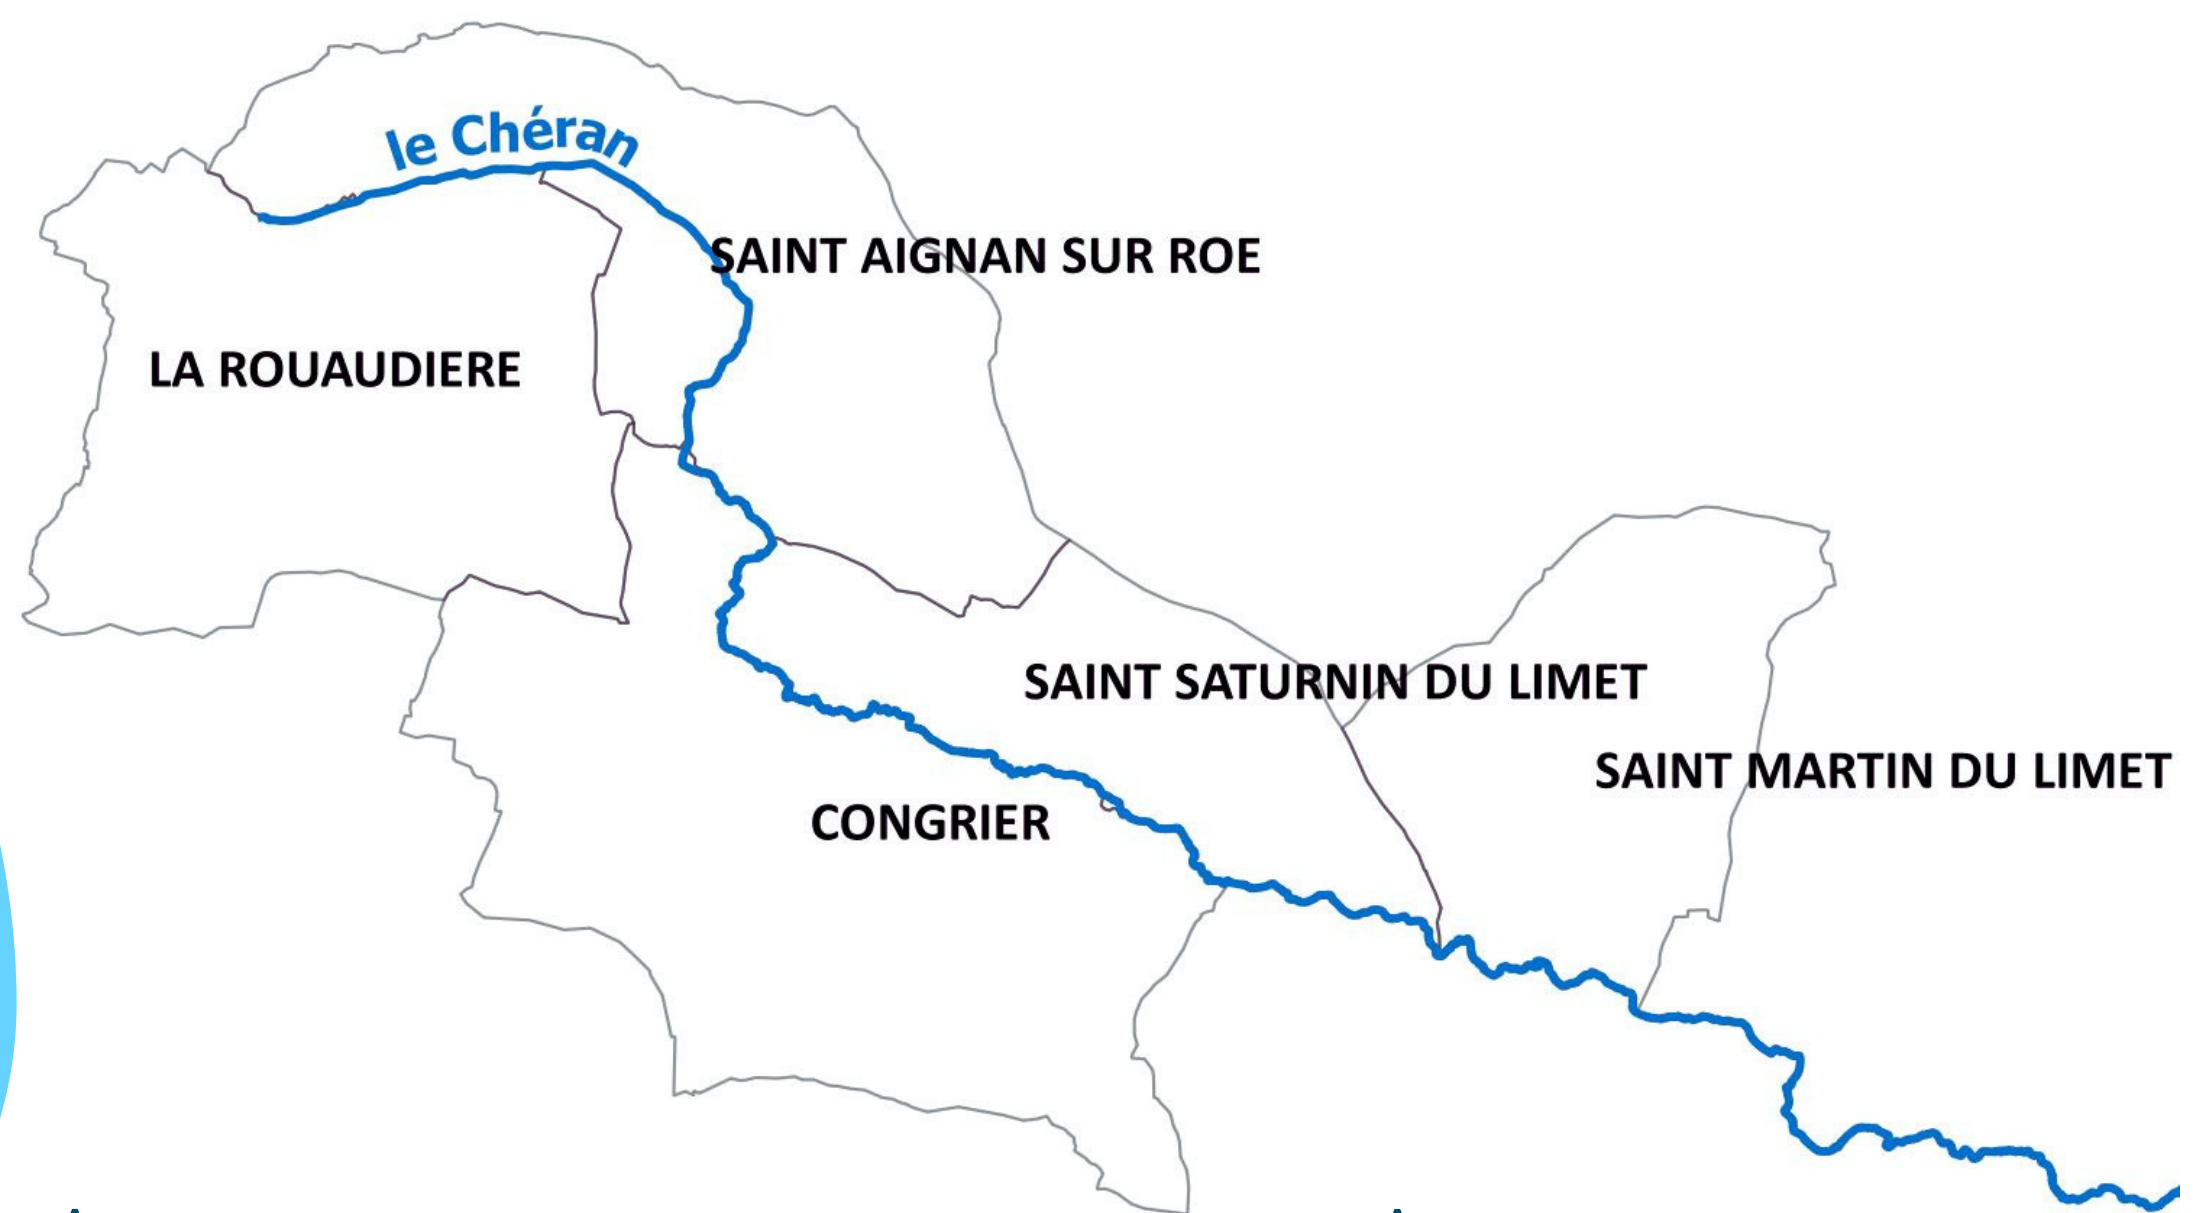 le Chéran
SAINT AIGNAN SUR ROE
LA ROUAUDIERE
SAINT SATURNIN DU LIMET
SAINT MARTIN DU LIMET
CONGRIER